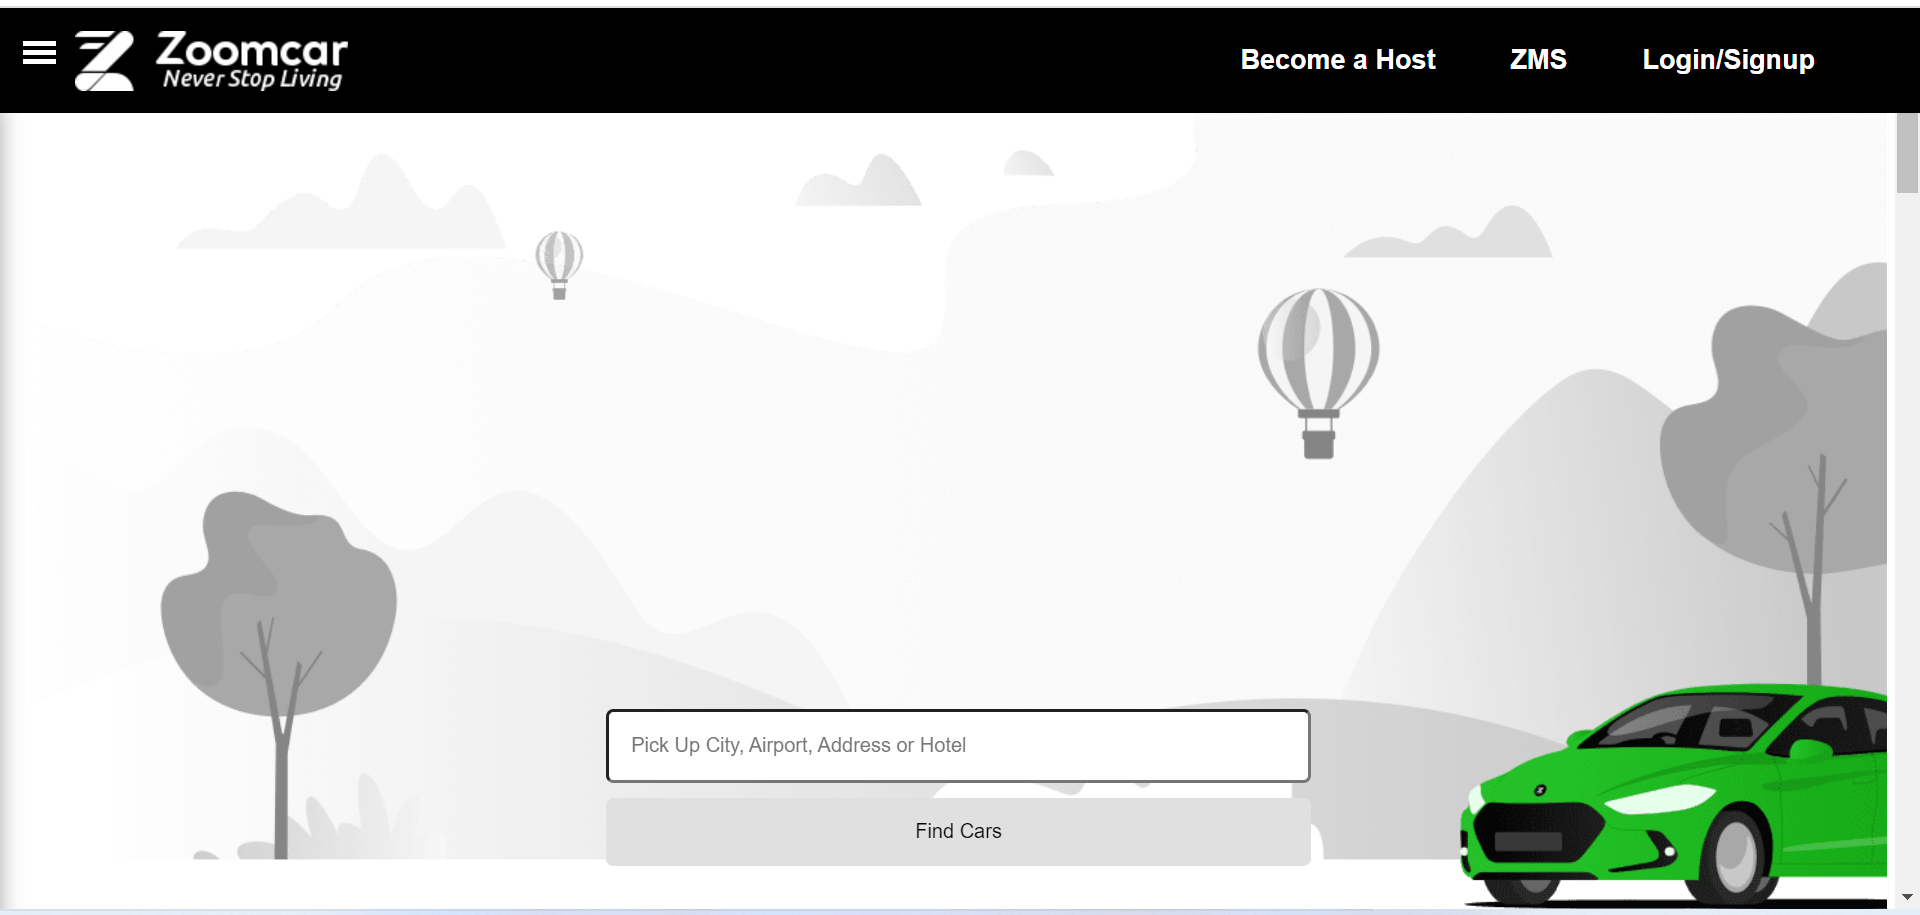 Zoomcar
Never Stop Living
Become a Host
ZMS
Login/Signup
Pick Up City, Airport, Address or Hotel
Find Cars